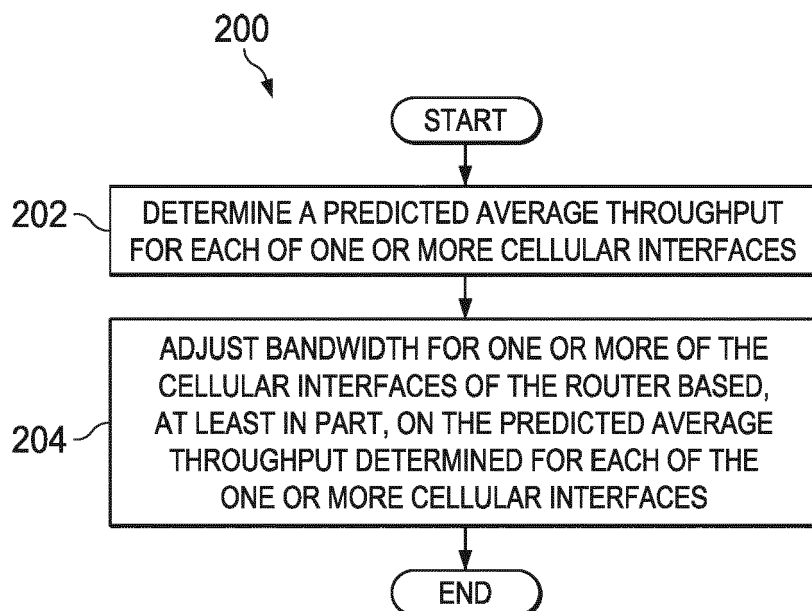 200
START
202
DETERMINE A PREDICTED AVERAGE THROUGHPUT
FOR EACH OF ONE OR MORE CELLULAR INTERFACES
204
ADJUST BANDWIDTH FOR ONE OR MORE OF THE
CELLULAR INTERFACES OF THE ROUTER BASED,
AT LEAST IN PART, ON THE PREDICTED AVERAGE
THROUGHPUT DETERMINED FOR EACH OF THE
ONE OR MORE CELLULAR INTERFACES
END